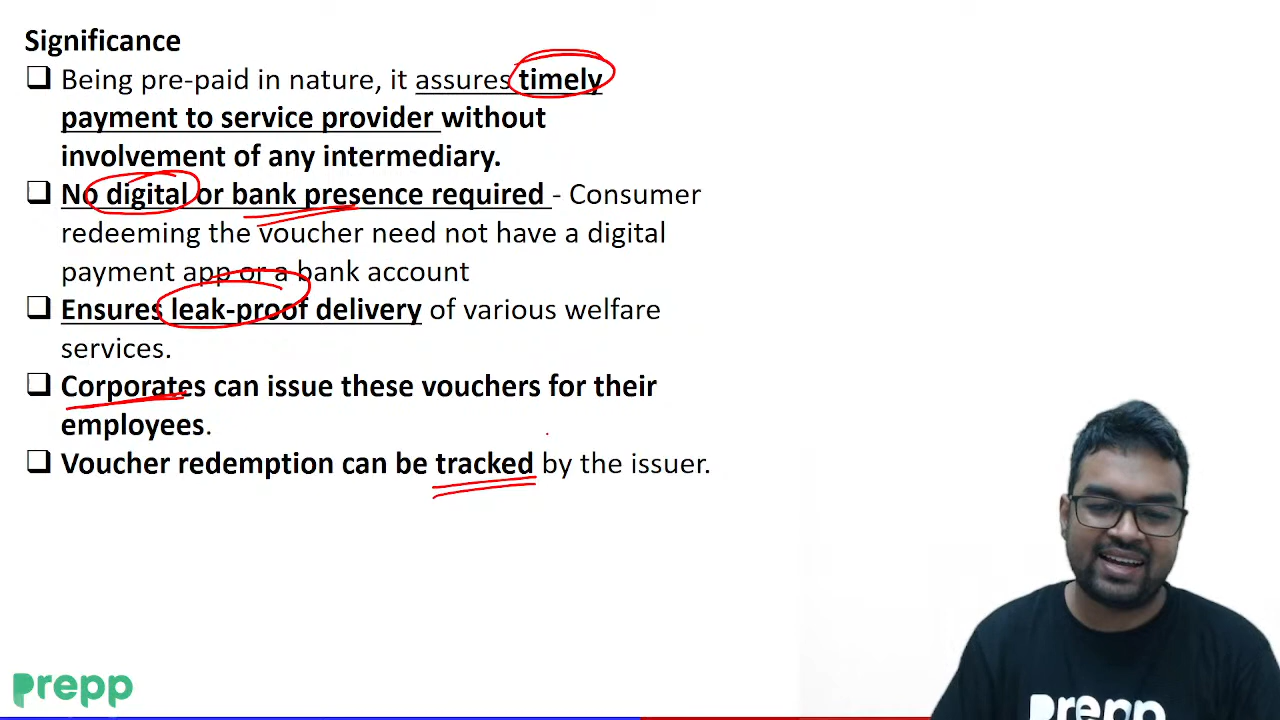 Significance
❑ Being pre-paid in nature, it assures timely
payment to service provider without
involvement of any intermediary.
❑ No digital or bank presence required - Consumer
redeeming the voucher need not have a digital
payment app or a bank account
❑ Ensures leak-proof delivery of various welfare
services.
❑ Corporates can issue these vouchers for their
employees.
❑ Voucher redemption can be tracked by the issuer.
prepp
prepp